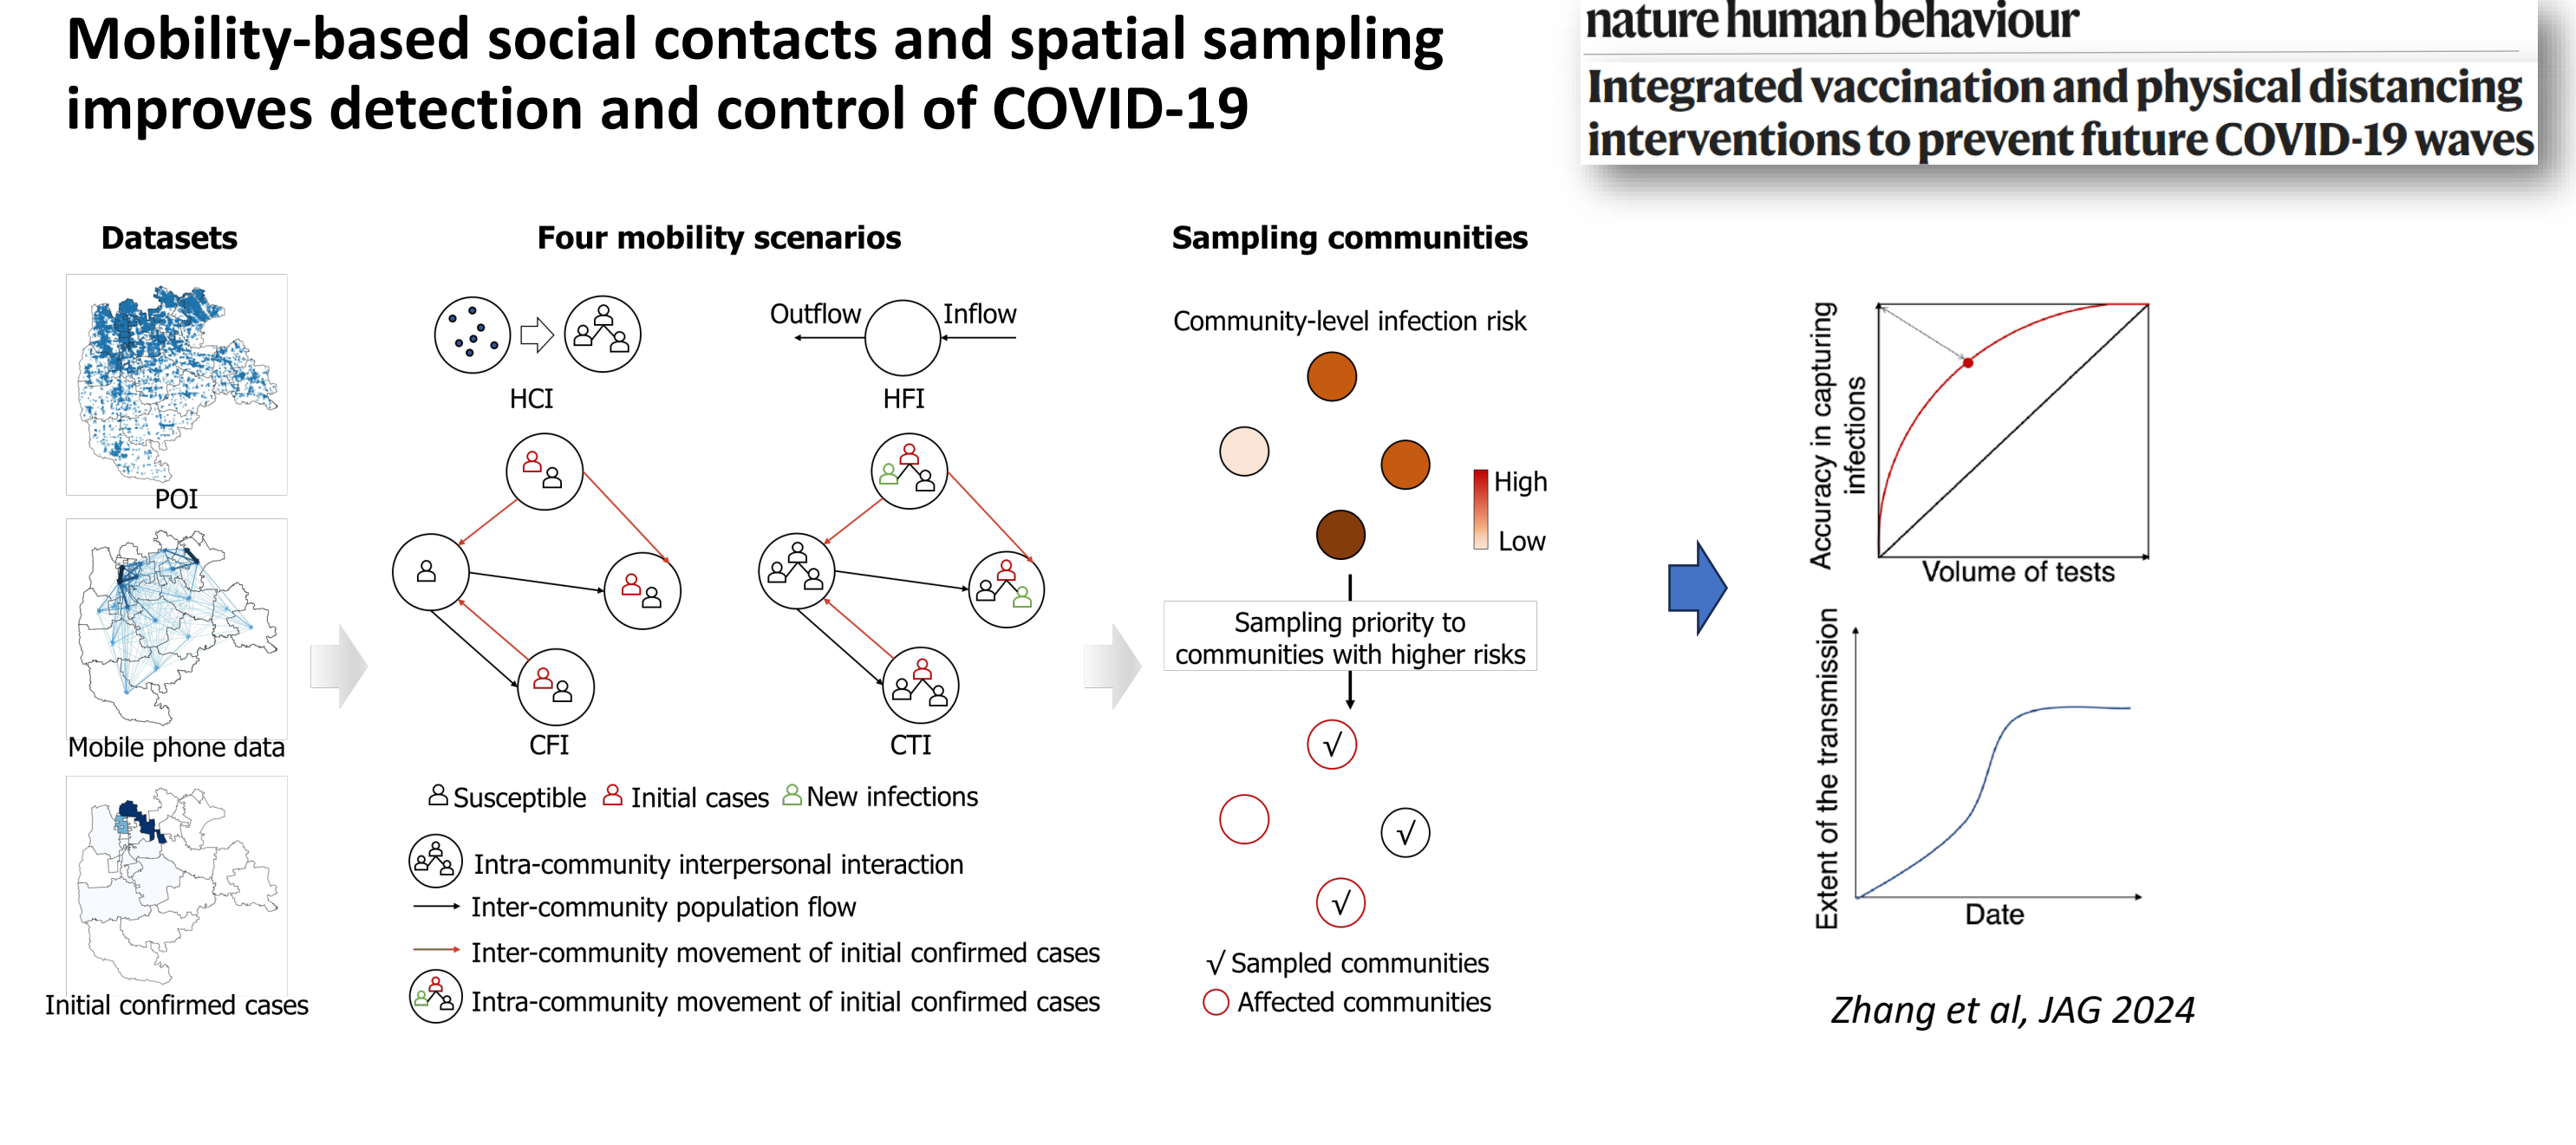 Mobility-based social contacts and spatial sampling
improves detection and control of COVID-19
nature human behaviour
Integrated vaccination and physical distancing
interventions to prevent future COVID-19 waves
Datasets
POI
Mobile phone data
Initial confirmed cases
Four mobility scenarios
HCI
Outflow
Inflow
HFI
CFI
CTI
Susceptible
Initial cases
New infections
Intra-community interpersonal interaction
Inter-community population flow
Inter-community movement of initial confirmed cases
Intra-community movement of initial confirmed cases
Sampling communities
Community-level infection risk
High
Low
Sampling priority to
communities with higher risks
√
√
√
√ Sampled communities
Affected communities
Accuracy in capturing
infections
Volume of tests
Extent of the transmission
Date
Zhang et al, JAG 2024